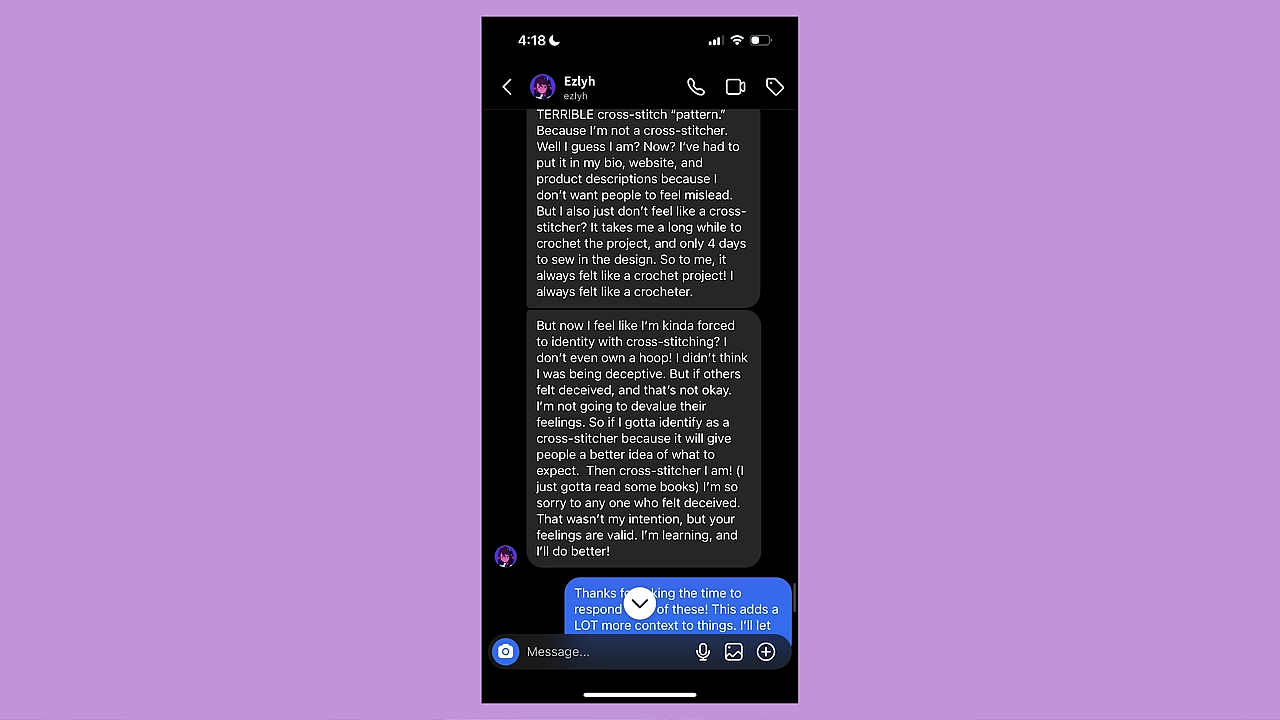 4:18
Ezlyh
ezlyh
TERRIBLE cross-stitch “pattern.”
Because I’m not a cross-stitcher.
Well I guess I am? Now? I’ve had to
put it in my bio, website, and
product descriptions because I
don’t want people to feel mislead.
But I also just don’t feel like a cross-
stitcher? It takes me a long while to
crochet the project, and only 4 days
to sew in the design. So to me, it
always felt like a crochet project! I
always felt like a crocheter.
But now I feel like I’m kinda forced
to identity with cross-stitching? I
don’t even own a hoop! I didn’t think
I was being deceptive. But if others
felt deceived, and that’s not okay.
I’m not going to devalue their
feelings. So if I gotta identify as a
cross-stitcher because it will give
people a better idea of what to
expect. Then cross-stitcher I am! (I
just gotta read some books) I’m so
sorry to any one who felt deceived.
That wasn’t my intention, but your
feelings are valid. I’m learning, and
I’ll do better!
Thanks the time to
respond of these! This adds a
LOT more context to things. I’ll let
Message...